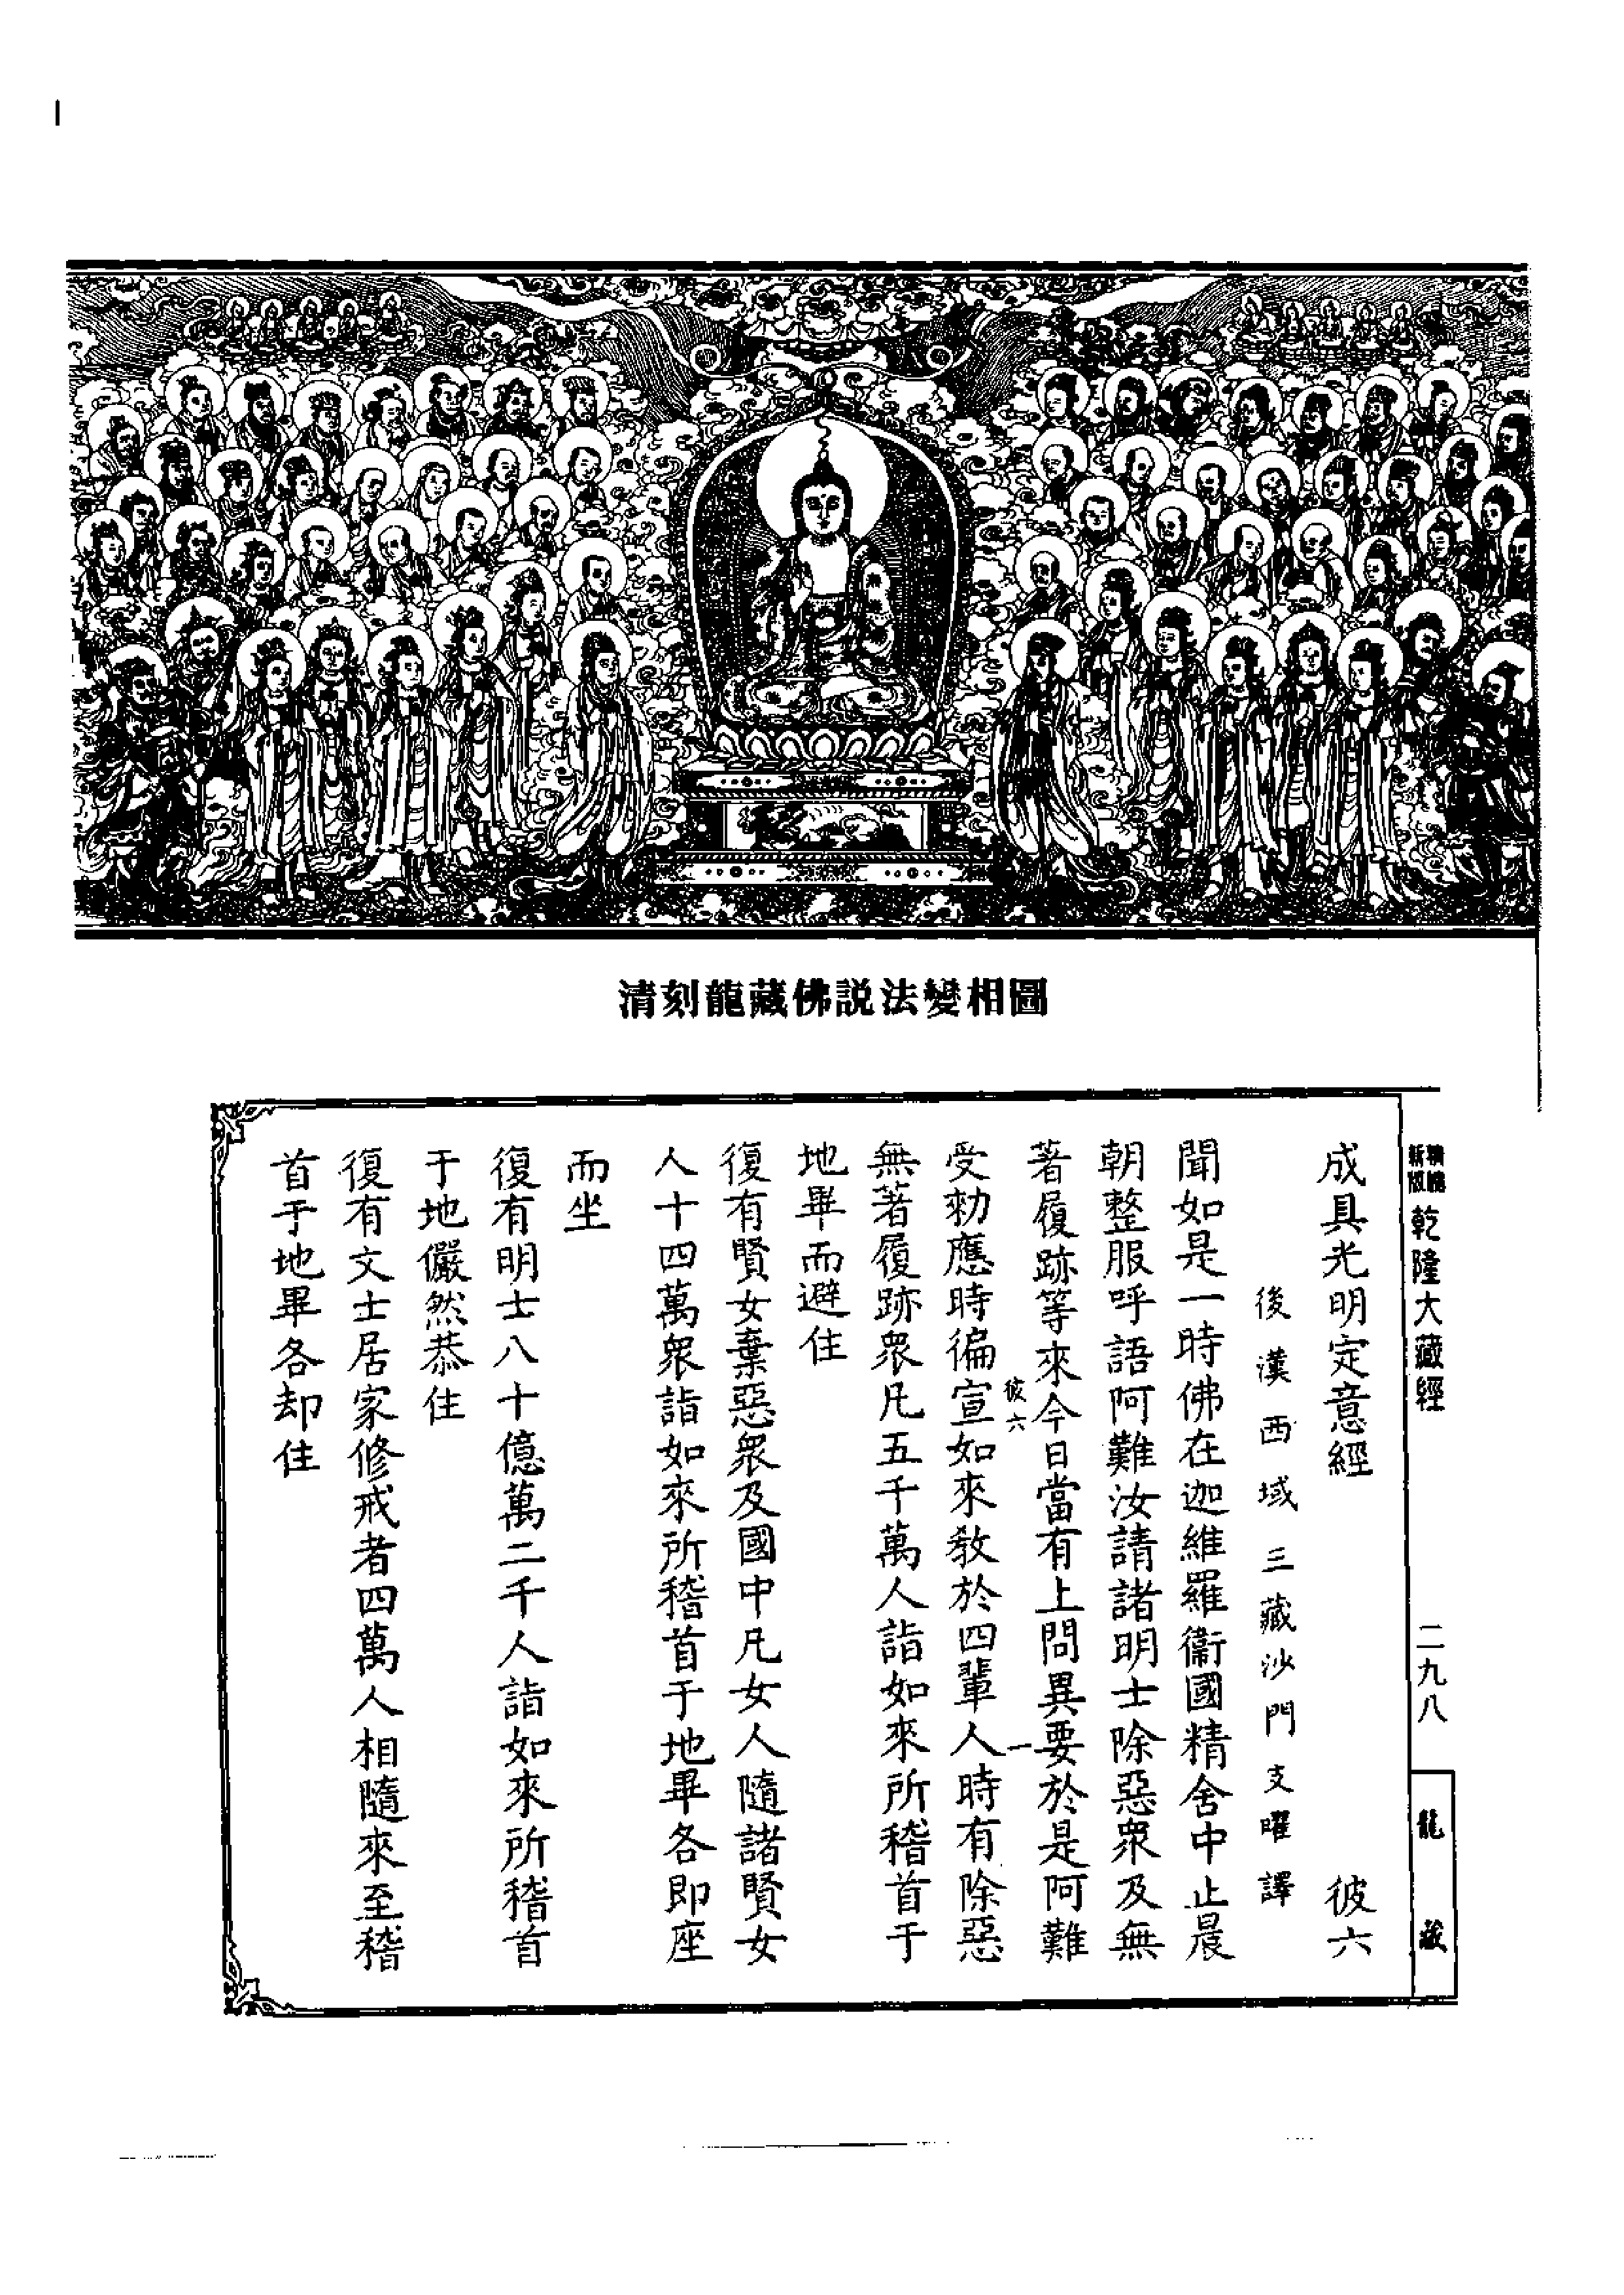 清刻龍藏佛説法變相圖
乾隆大藏經
二九八
龍藏
成具光明定意經 彼六
後漢西域三藏沙門支曜譯
聞如是一時佛在迦維羅衞國精舍中止晨
朝整服呼語阿難汝請諸明士除惡衆及無
著履跡等來今日當有上問異要於是阿難
彼六 一
受勑應時徧宣如來教於四輩人時有除惡
無著履跡衆凡五千萬人詣如來所稽首于
地畢而避住
復有賢女棄惡衆及國中凡女人隨諸賢女
人十四萬衆詣如來所稽首于地畢各即座
而坐
復有明士八十億萬二千人詣如來所稽首
于地儼然恭住
復有文士居家修戒者四萬人相隨來至稽
首于地畢各却住